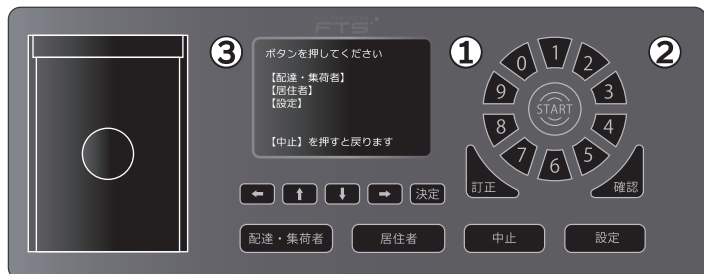 FTS
③
ボタンを押してください
【配達・集荷者】
【居住者】
【設定】
【中止】を押すと戻ります
①
②
0
1
2
3
4
5
6
7
8
9
START
訂正
確認
← ↑ ↓ → 決定
配達・集荷者
居住者
中止
設定